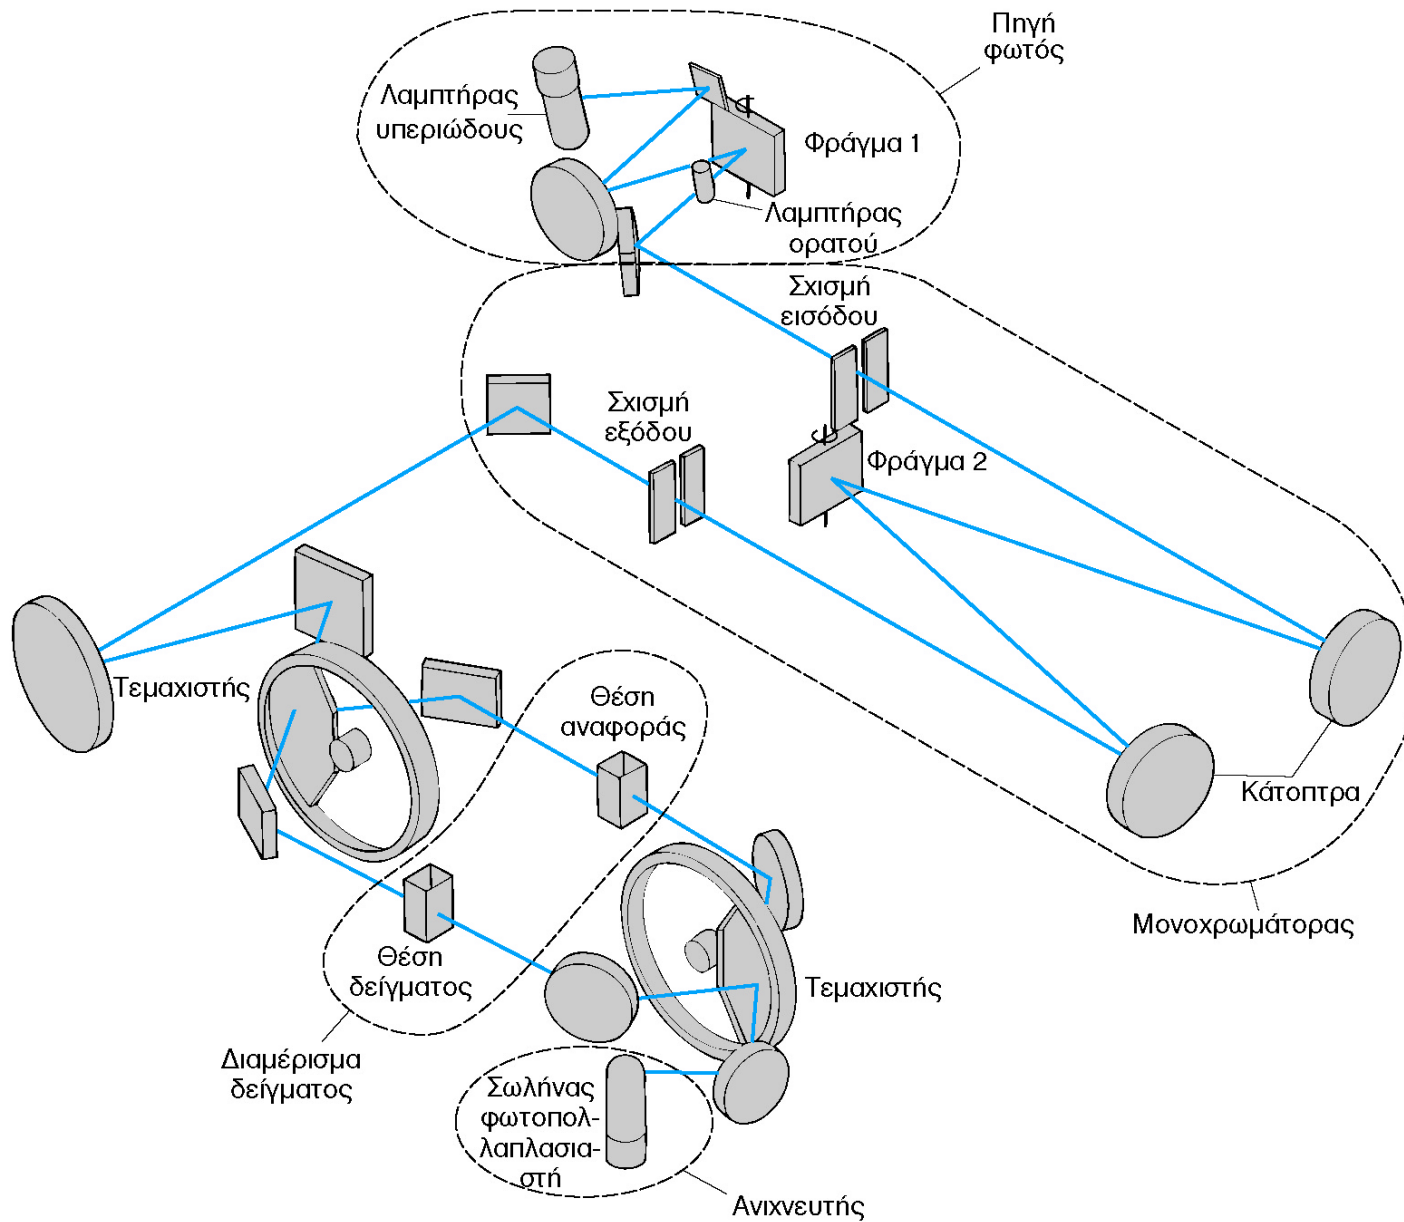 Πηγή
φωτός
Λαμπτήρας
υπεριώδους
Φράγμα 1
Λαμπτήρας
ορατού
Σχισμή
εισόδου
Σχισμή
εξόδου
Φράγμα 2
Τεμαχιστής
Θέση
αναφοράς
Κάτοπτρα
Μονοχρωμάτορας
Θέση
δείγματος
Τεμαχιστής
Διαμέρισμα
δείγματος
Σωλήνας
φωτοπολ-
λαπλασια-
στή
Ανιχνευτής